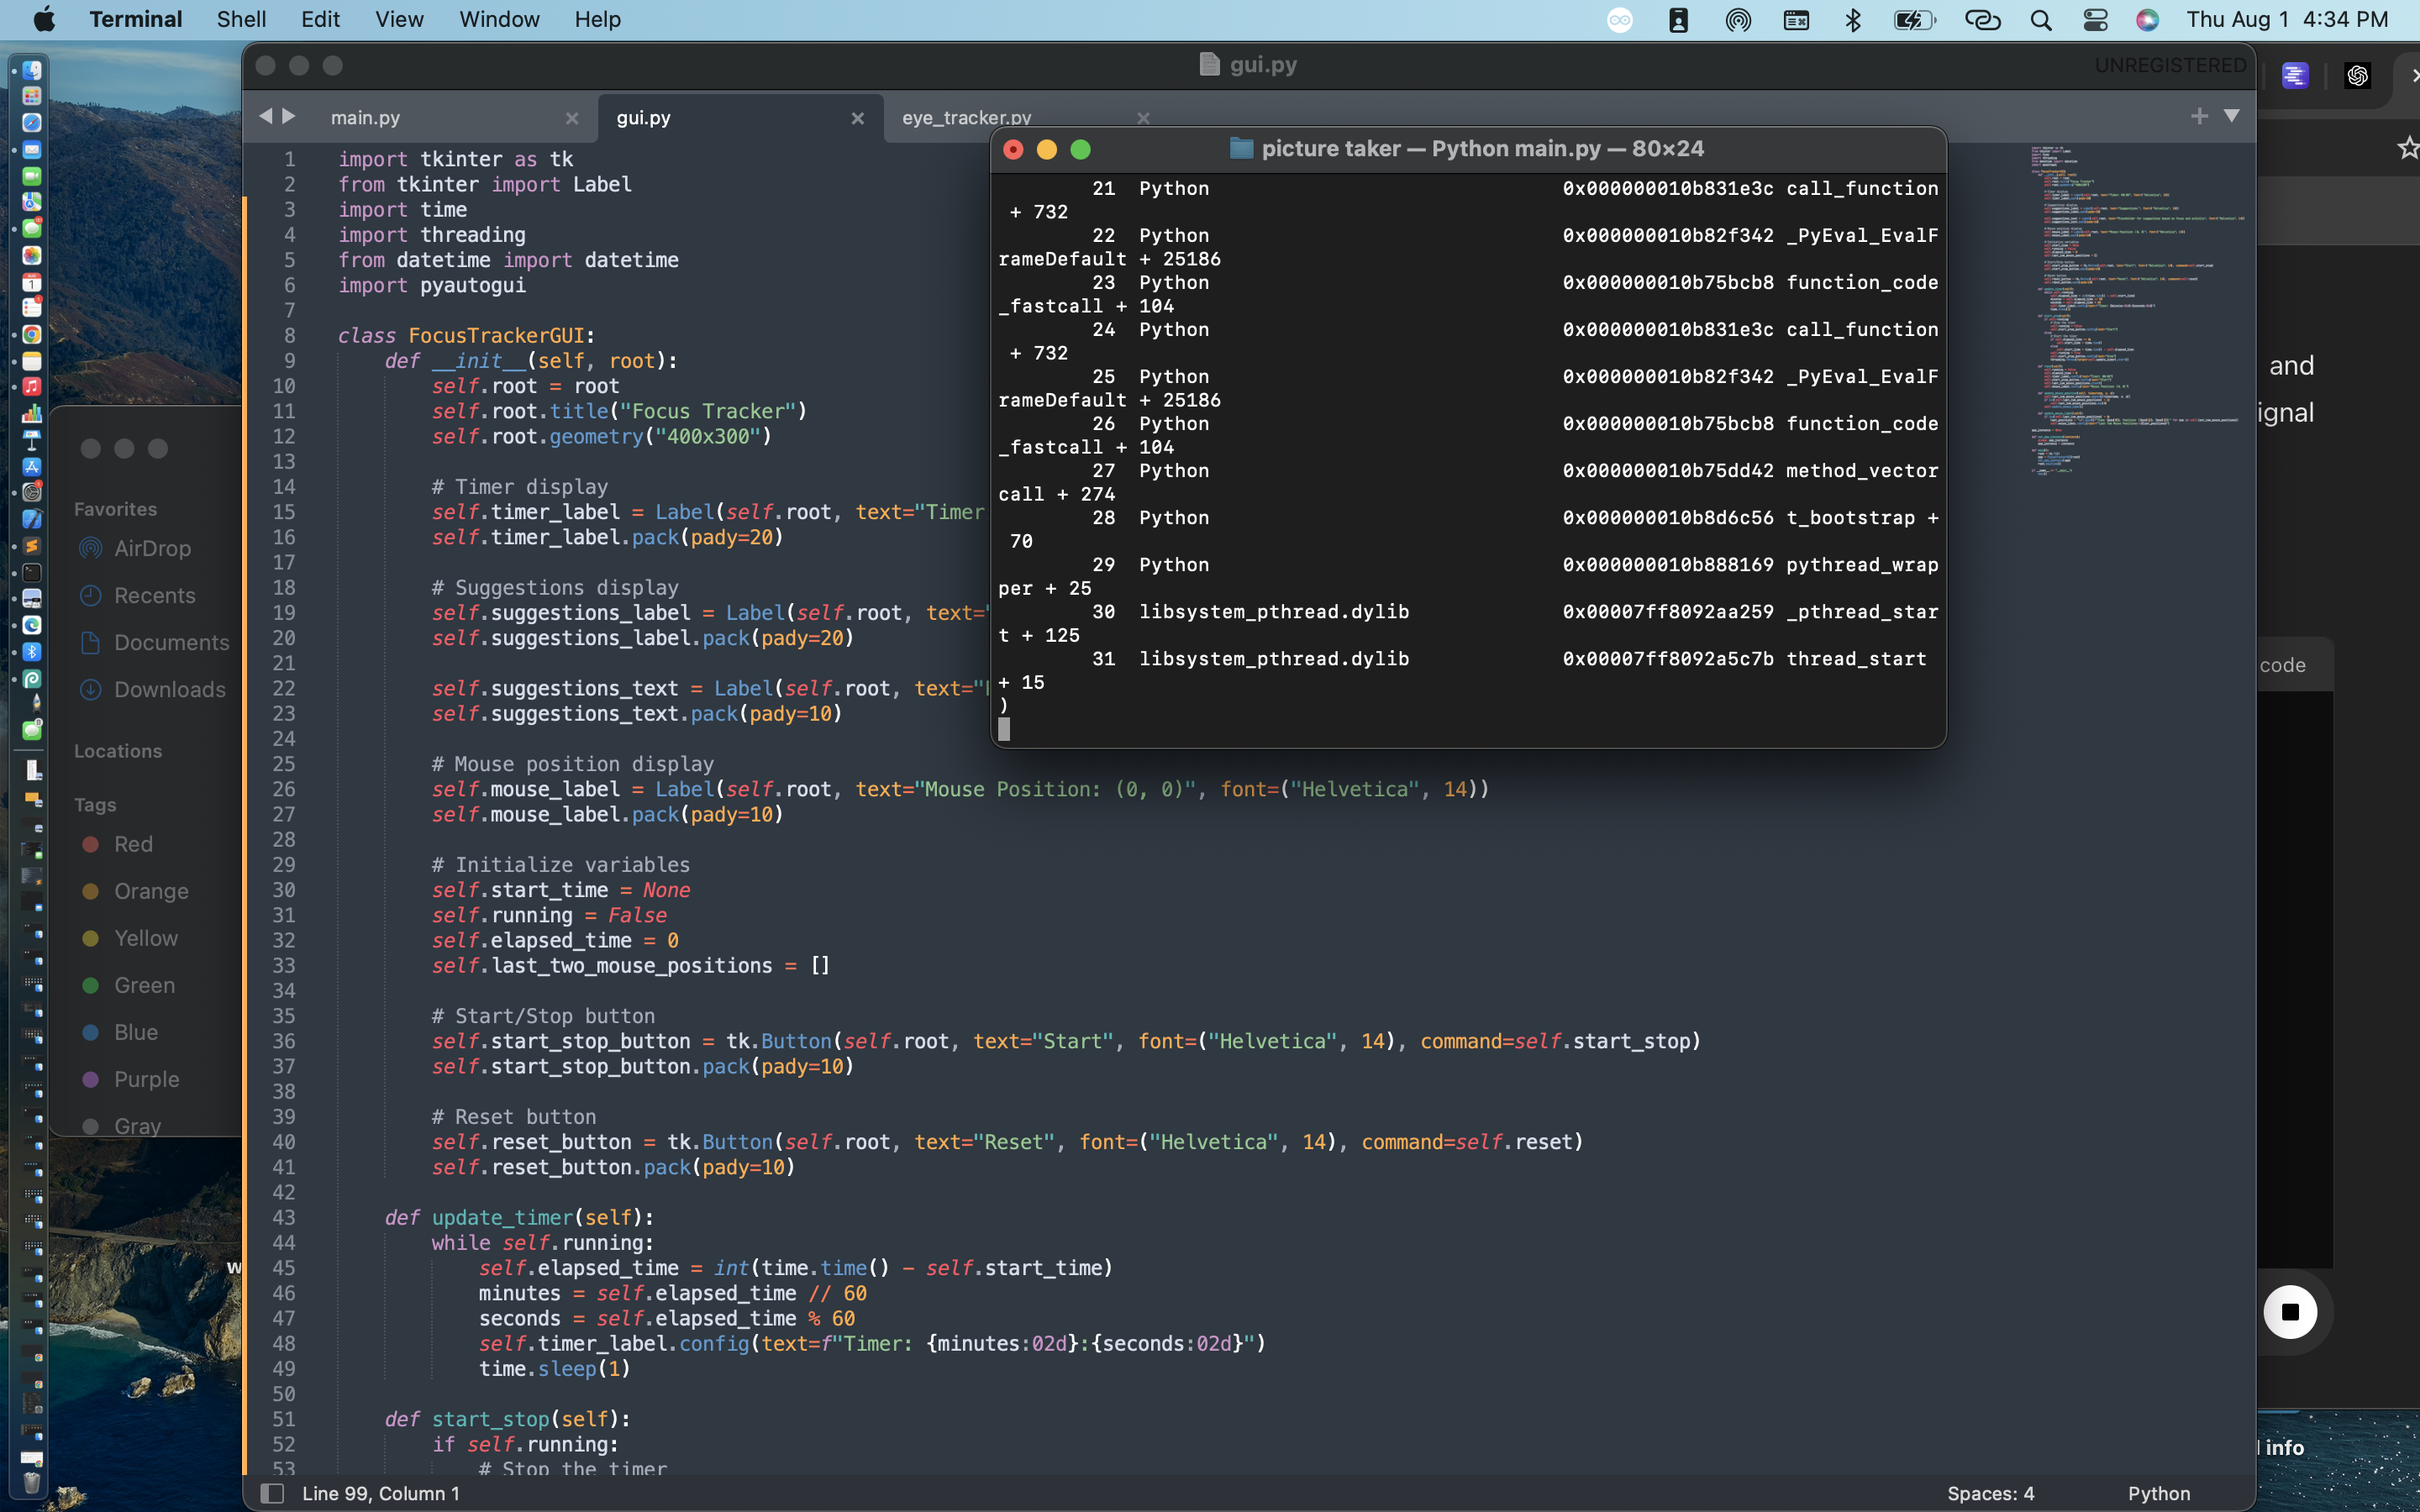 Terminal Shell Edit View Window Help Thu Aug 1 4:34 PM
gui.py UNREGISTERED
main.py gui.py eye_tracker.py
1 import tkinter as tk
2 from tkinter import Label
3 import time
4 import threading
5 from datetime import datetime
6 import pyautogui
7
8 class FocusTrackerGUI:
9 def __init__(self, root):
10 self.root = root
11 self.root.title("Focus Tracker")
12 self.root.geometry("400x300")
13
14 # Timer display
15 self.timer_label = Label(self.root, text="Timer
16 self.timer_label.pack(pady=20)
17
18 # Suggestions display
19 self.suggestions_label = Label(self.root, text="
20 self.suggestions_label.pack(pady=20)
21
22 self.suggestions_text = Label(self.root, text="
23 self.suggestions_text.pack(pady=10)
24
25 # Mouse position display
26 self.mouse_label = Label(self.root, text="Mouse Position: (0, 0)", font=("Helvetica", 14))
27 self.mouse_label.pack(pady=10)
28
29 # Initialize variables
30 self.start_time = None
31 self.running = False
32 self.elapsed_time = 0
33 self.last_two_mouse_positions = []
34
35 # Start/Stop button
36 self.start_stop_button = tk.Button(self.root, text="Start", font=("Helvetica", 14), command=self.start_stop)
37 self.start_stop_button.pack(pady=10)
38
39 # Reset button
40 self.reset_button = tk.Button(self.root, text="Reset", font=("Helvetica", 14), command=self.reset)
41 self.reset_button.pack(pady=10)
42
43 def update_timer(self):
44 while self.running:
45 self.elapsed_time = int(time.time() - self.start_time)
46 minutes = self.elapsed_time // 60
47 seconds = self.elapsed_time % 60
48 self.timer_label.config(text=f"Timer: {minutes:02d}:{seconds:02d}")
49 time.sleep(1)
50
51 def start_stop(self):
52 if self.running:
53 # Stop the timer
Line 99, Column 1 Spaces: 4 Python
picture taker — Python main.py — 80×24
21 Python 0x000000010b831e3c call_function
+ 732
22 Python 0x000000010b82f342 _PyEval_EvalF
rameDefault + 25186
23 Python 0x000000010b75bcb8 function_code
_fastcall + 104
24 Python 0x000000010b831e3c call_function
+ 732
25 Python 0x000000010b82f342 _PyEval_EvalF
rameDefault + 25186
26 Python 0x000000010b75bcb8 function_code
_fastcall + 104
27 Python 0x000000010b75dd42 method_vector
call + 274
28 Python 0x000000010b8d6c56 t_bootstrap +
70
29 Python 0x000000010b888169 pythread_wrap
per + 25
30 libsystem_pthread.dylib 0x00007ff8092aa259 _pthread_star
t + 125
31 libsystem_pthread.dylib 0x00007ff8092a5c7b thread_start
+ 15
)
Favorites
AirDrop
Recents
Documents
Downloads
Locations
Tags
Red
Orange
Yellow
Green
Blue
Purple
Gray
and
ignal
code
info